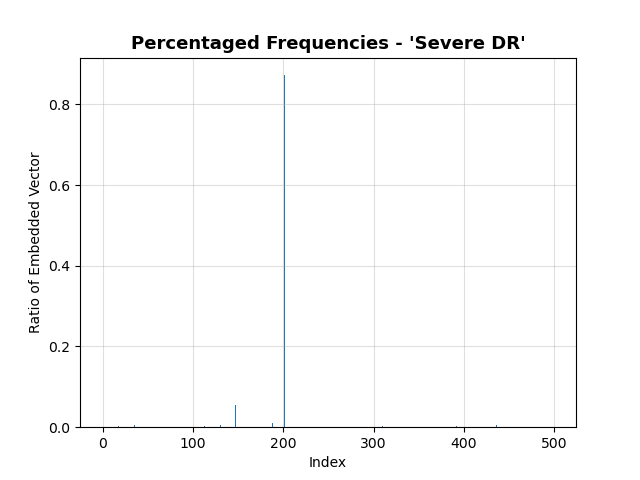 Percentaged Frequencies - 'Severe DR'
Ratio of Embedded Vector
0.8
0.6
0.4
0.2
0.0
0 100 200 300 400 500
Index